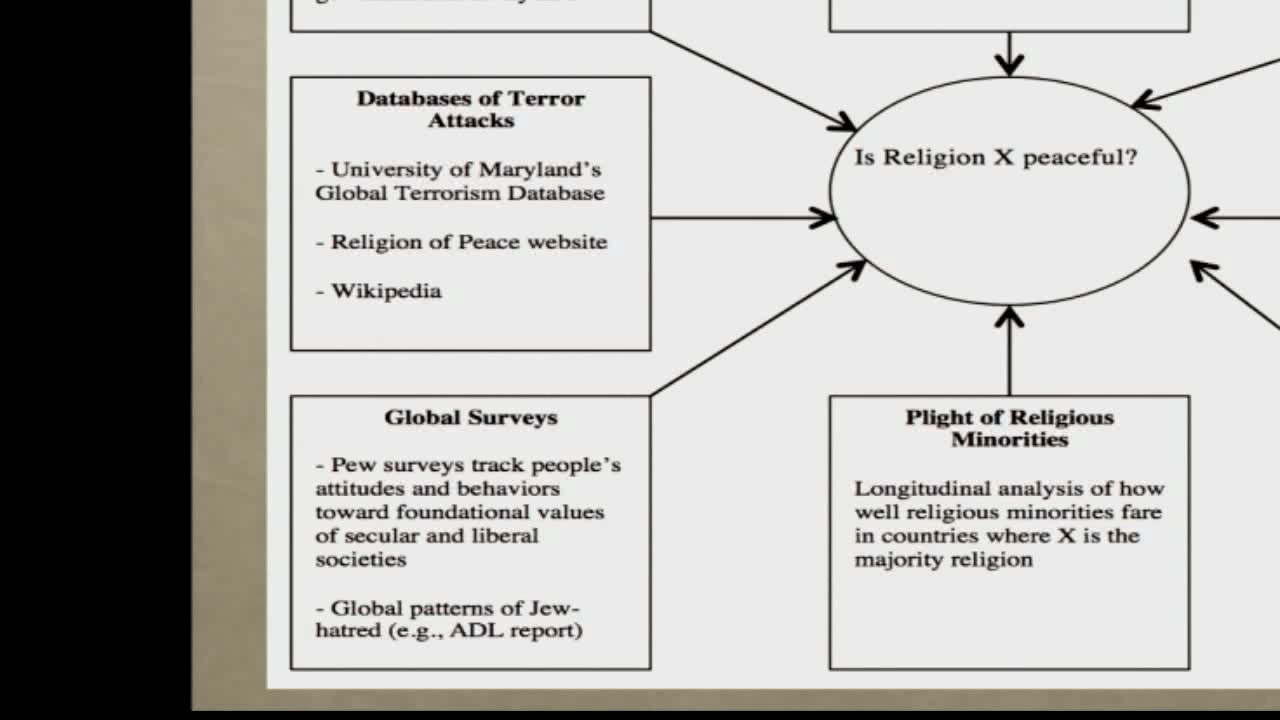 Databases of Terror
Attacks
- University of Maryland’s
Global Terrorism Database
- Religion of Peace website
- Wikipedia
Is Religion X peaceful?
Global Surveys
- Pew surveys track people’s
attitudes and behaviors
toward foundational values
of secular and liberal
societies
- Global patterns of Jew-
hatred (e.g., ADL report)
Plight of Religious
Minorities
Longitudinal analysis of how
well religious minorities fare
in countries where X is the
majority religion